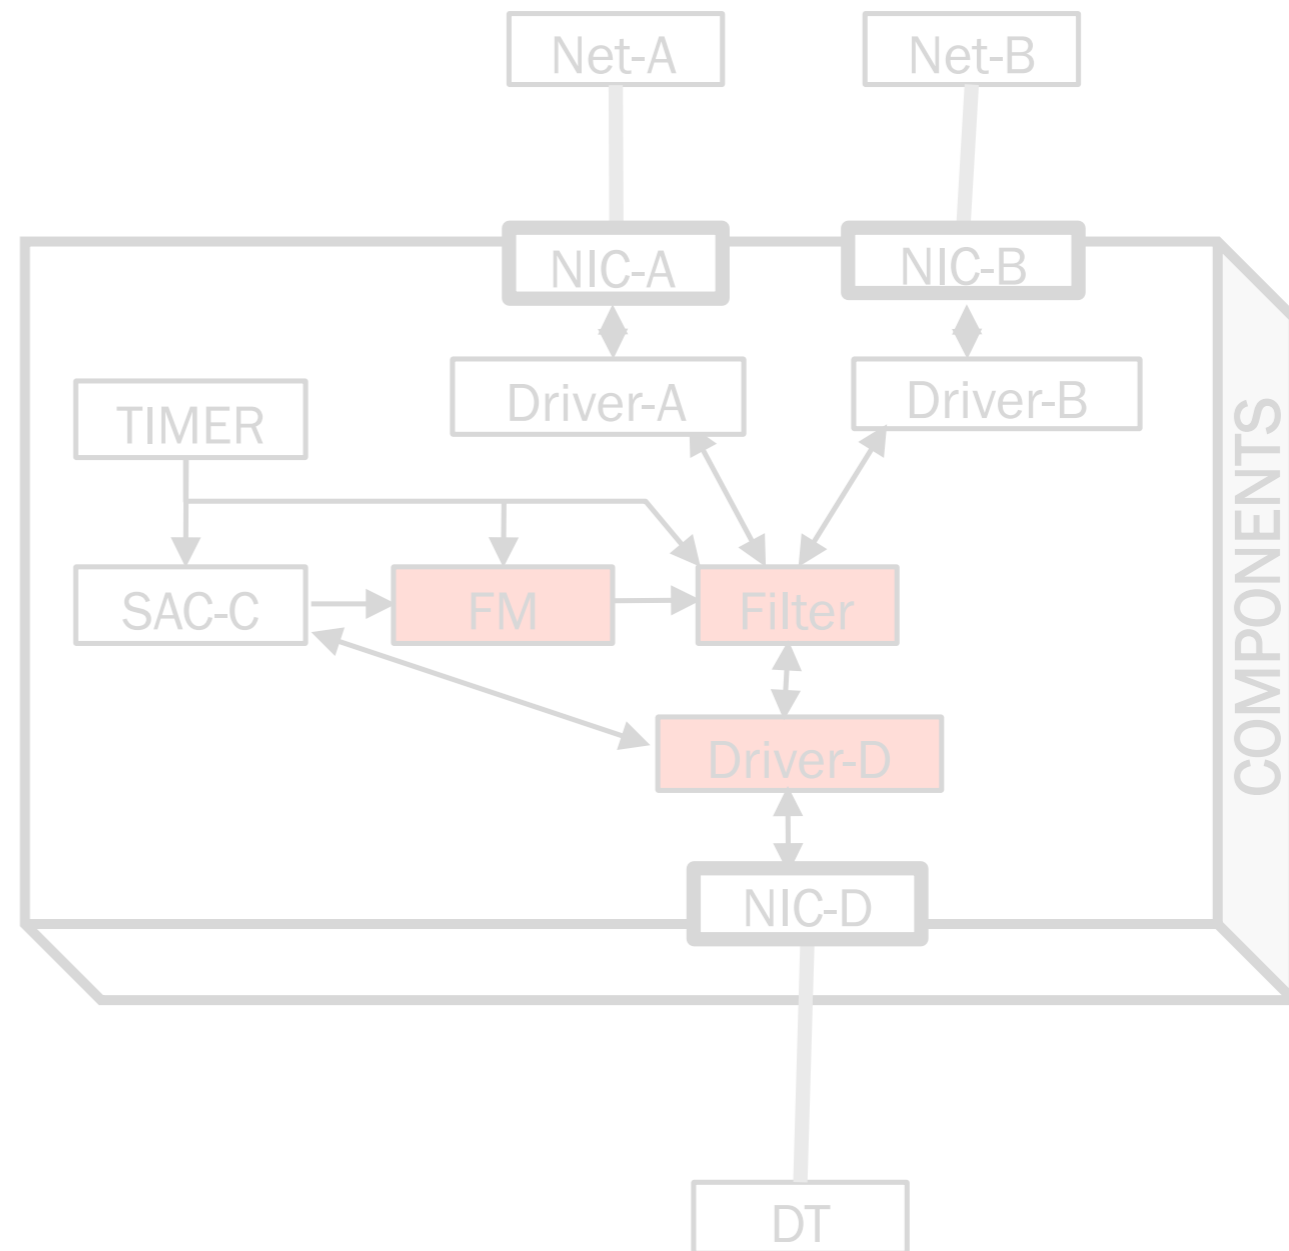 Net-A
Net-B
NIC-A
NIC-B
Driver-A
Driver-B
TIMER
SAC-C
FM
Filter
Driver-D
NIC-D
DT
COMPONENTS